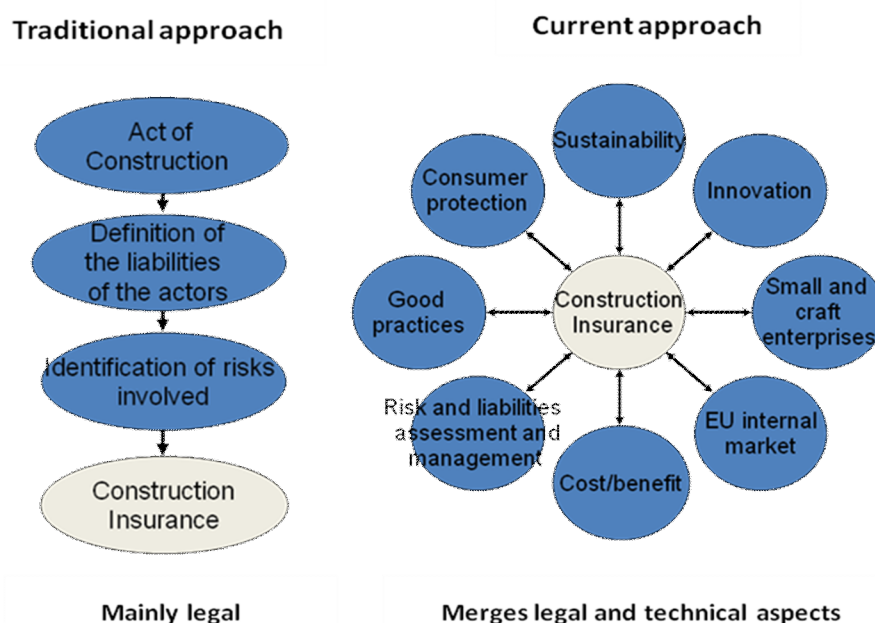 Traditional approach
Act of
Construction
Definition of
the liabilities
of the actors
Identification of risks
involved
Construction
Insurance
Mainly legal
Current approach
Sustainability
Consumer
protection
Innovation
Good
practices
Construction
Insurance
Small and
craft
enterprises
Risk and liabilities
assessment and
management
EU internal
market
Cost/benefit
Merges legal and technical aspects